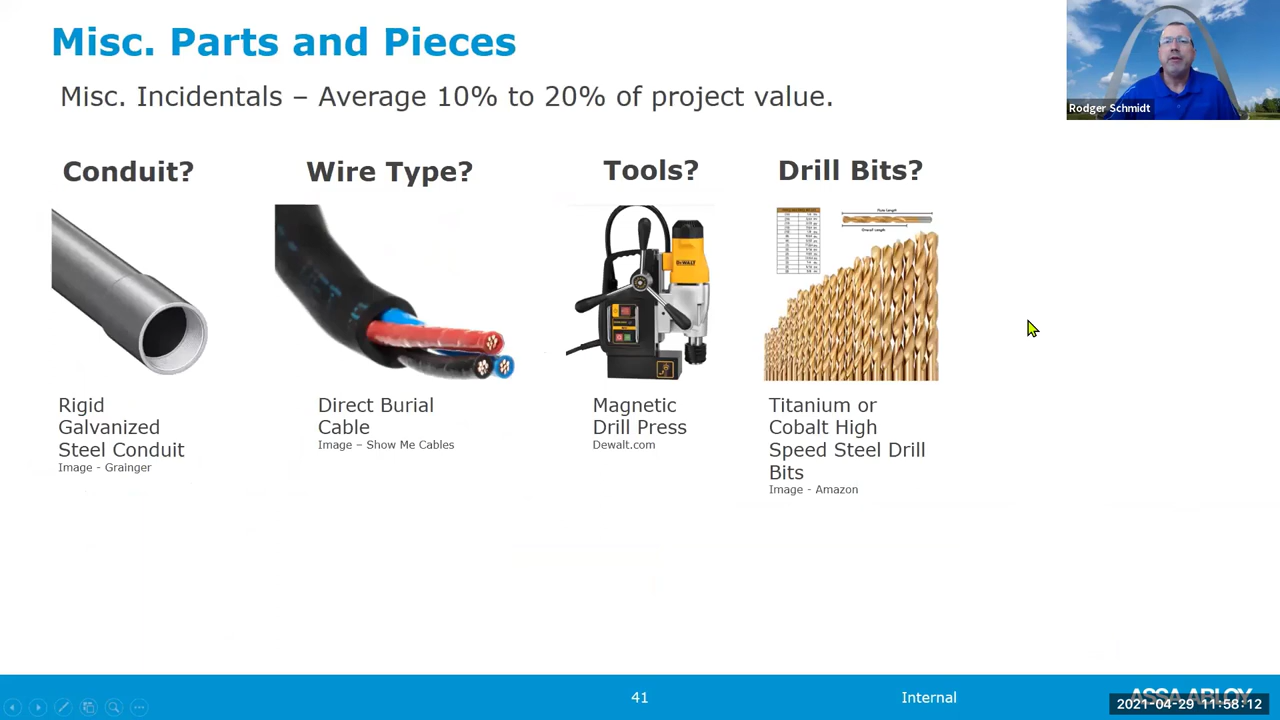 Misc. Parts and Pieces
Misc. Incidentals – Average 10% to 20% of project value.
Rodger Schmidt
Conduit?
Wire Type?
Tools?
Drill Bits?
DEWALT
Rigid
Galvanized
Steel Conduit
Image - Grainger
Direct Burial
Cable
Image – Show Me Cables
Magnetic
Drill Press
Dewalt.com
Titanium or
Cobalt High
Speed Steel Drill
Bits
Image - Amazon
41
Internal
ASSA ABLOY
2021-04-29 11:58:12